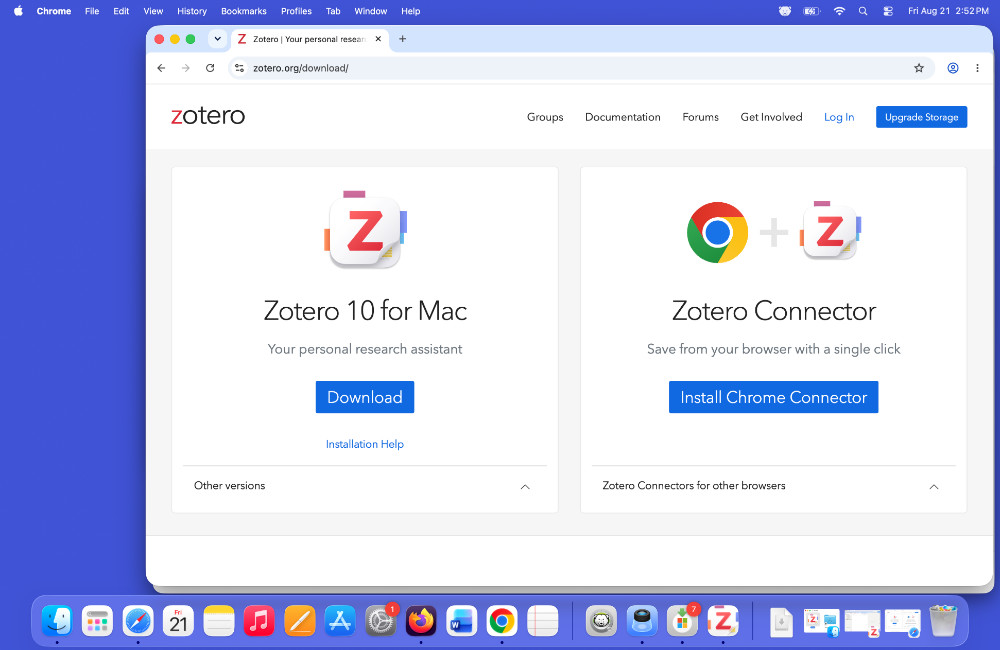 Chrome File Edit View History Bookmarks Profiles Tab Window Help Fri Aug 21 2:52 PM
Zotero | Your personal resear
zotero.org/download/
zotero Groups Documentation Forums Get Involved Log In Upgrade Storage
Zotero 10 for Mac
Your personal research assistant
Download
Installation Help
Other versions
Zotero Connector
Save from your browser with a single click
Install Chrome Connector
Zotero Connectors for other browsers
Fri
21
1
W
7